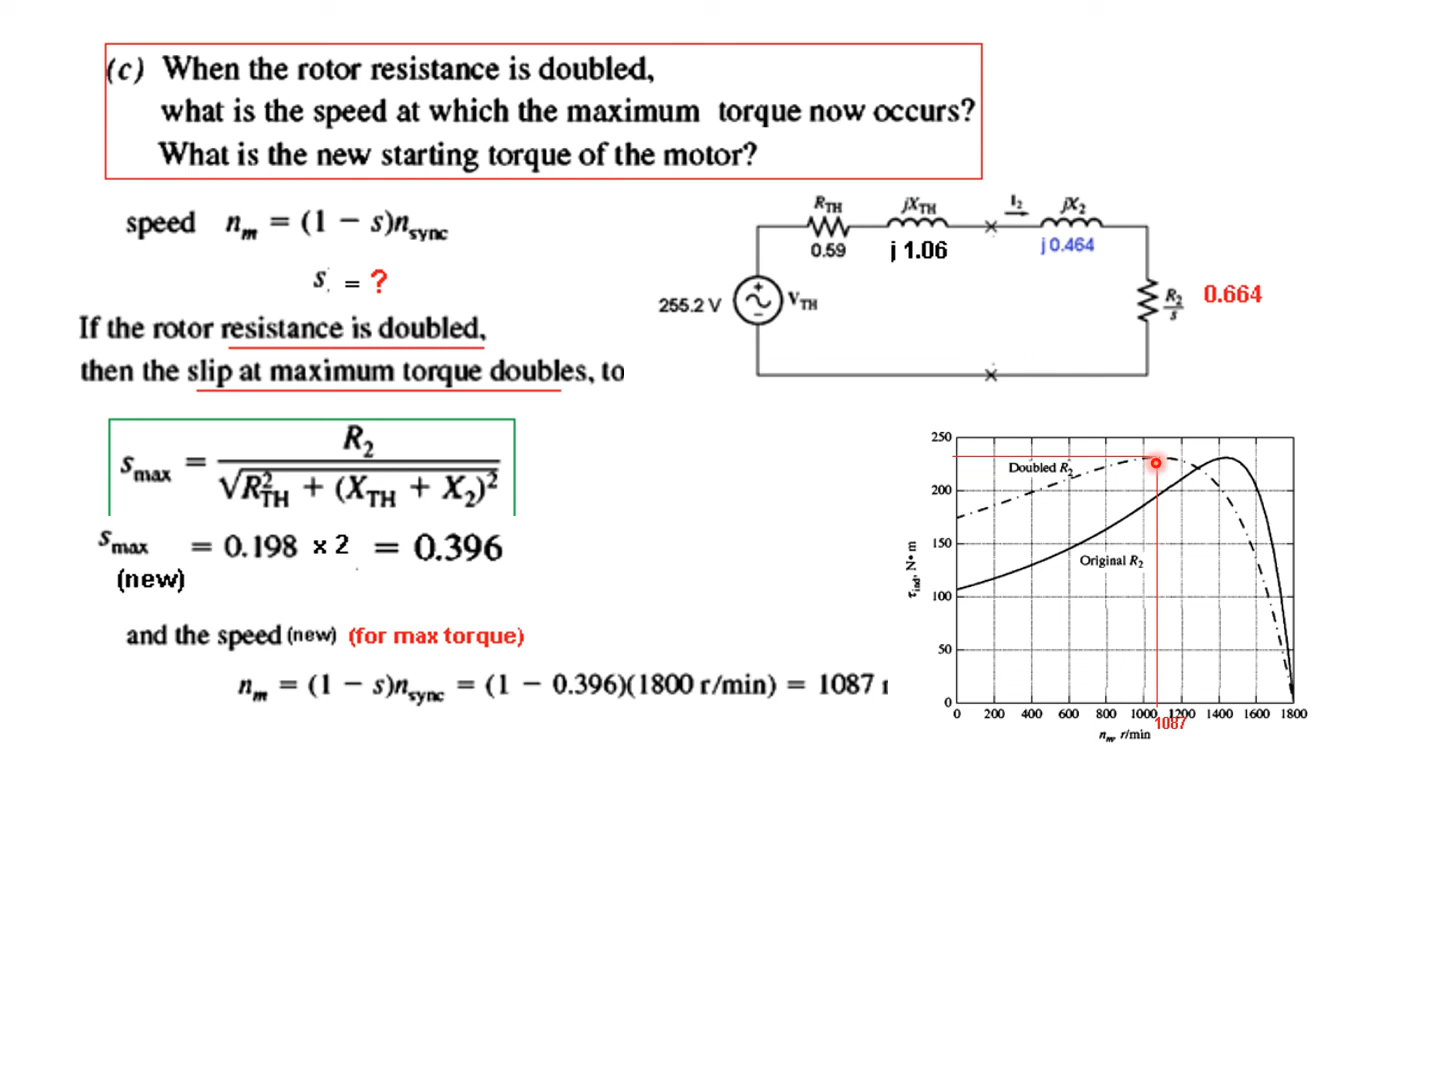 (c) When the rotor resistance is doubled,
what is the speed at which the maximum torque now occurs?
What is the new starting torque of the motor?
speed n_m = (1 − s)n_sync
s = ?
If the rotor resistance is doubled,
then the slip at maximum torque doubles, to
s_max = R_2 / √(R_TH^2 + (X_TH + X_2)^2)
s_max = 0.198 x 2 = 0.396
(new)
and the speed (new) (for max torque)
n_m = (1 − s)n_sync = (1 − 0.396)(1800 r/min) = 1087 r
R_TH jX_TH I_2 jX_2
0.59 j 1.06 j 0.464
255.2 V + − V_TH R_2/s 0.664
250
200
150
100
50
0
τ_ind, N•m
Doubled R_2
Original R_2
0 200 400 600 800 1000 1200 1400 1600 1800
1087
n_m, r/min